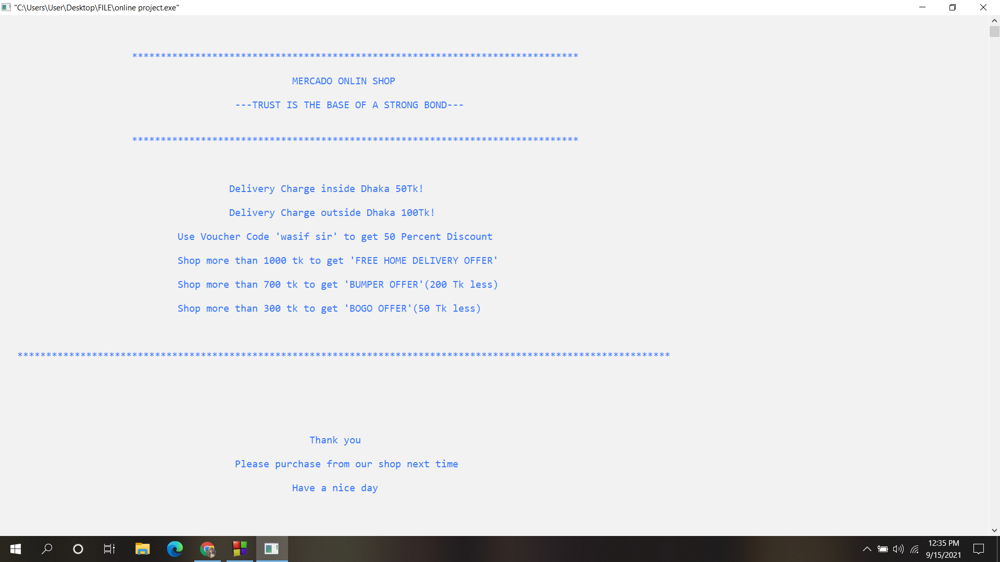 "C:\Users\User\Desktop\FILE\online project.exe"
******************************************************************************
MERCADO ONLIN SHOP
---TRUST IS THE BASE OF A STRONG BOND---
******************************************************************************
Delivery Charge inside Dhaka 50Tk!
Delivery Charge outside Dhaka 100Tk!
Use Voucher Code 'wasif sir' to get 50 Percent Discount
Shop more than 1000 tk to get 'FREE HOME DELIVERY OFFER'
Shop more than 700 tk to get 'BUMPER OFFER'(200 Tk less)
Shop more than 300 tk to get 'BOGO OFFER'(50 Tk less)
******************************************************************************************************************
Thank you
Please purchase from our shop next time
Have a nice day
12:35 PM
9/15/2021